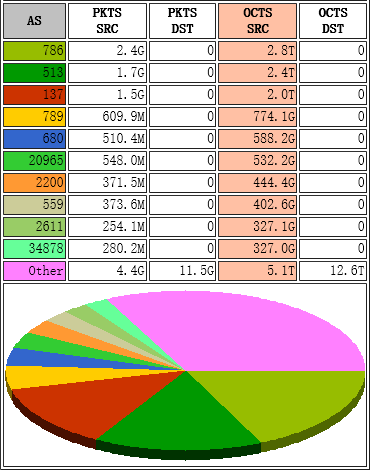 AS PKTS SRC PKTS DST OCTS SRC OCTS DST
786 2.4G 0 2.8T 0
513 1.7G 0 2.4T 0
137 1.5G 0 2.0T 0
789 609.9M 0 774.1G 0
680 510.4M 0 588.2G 0
20965 548.0M 0 532.2G 0
2200 371.5M 0 444.4G 0
559 373.6M 0 402.6G 0
2611 254.1M 0 327.1G 0
34878 280.2M 0 327.0G 0
Other 4.4G 11.5G 5.1T 12.6T